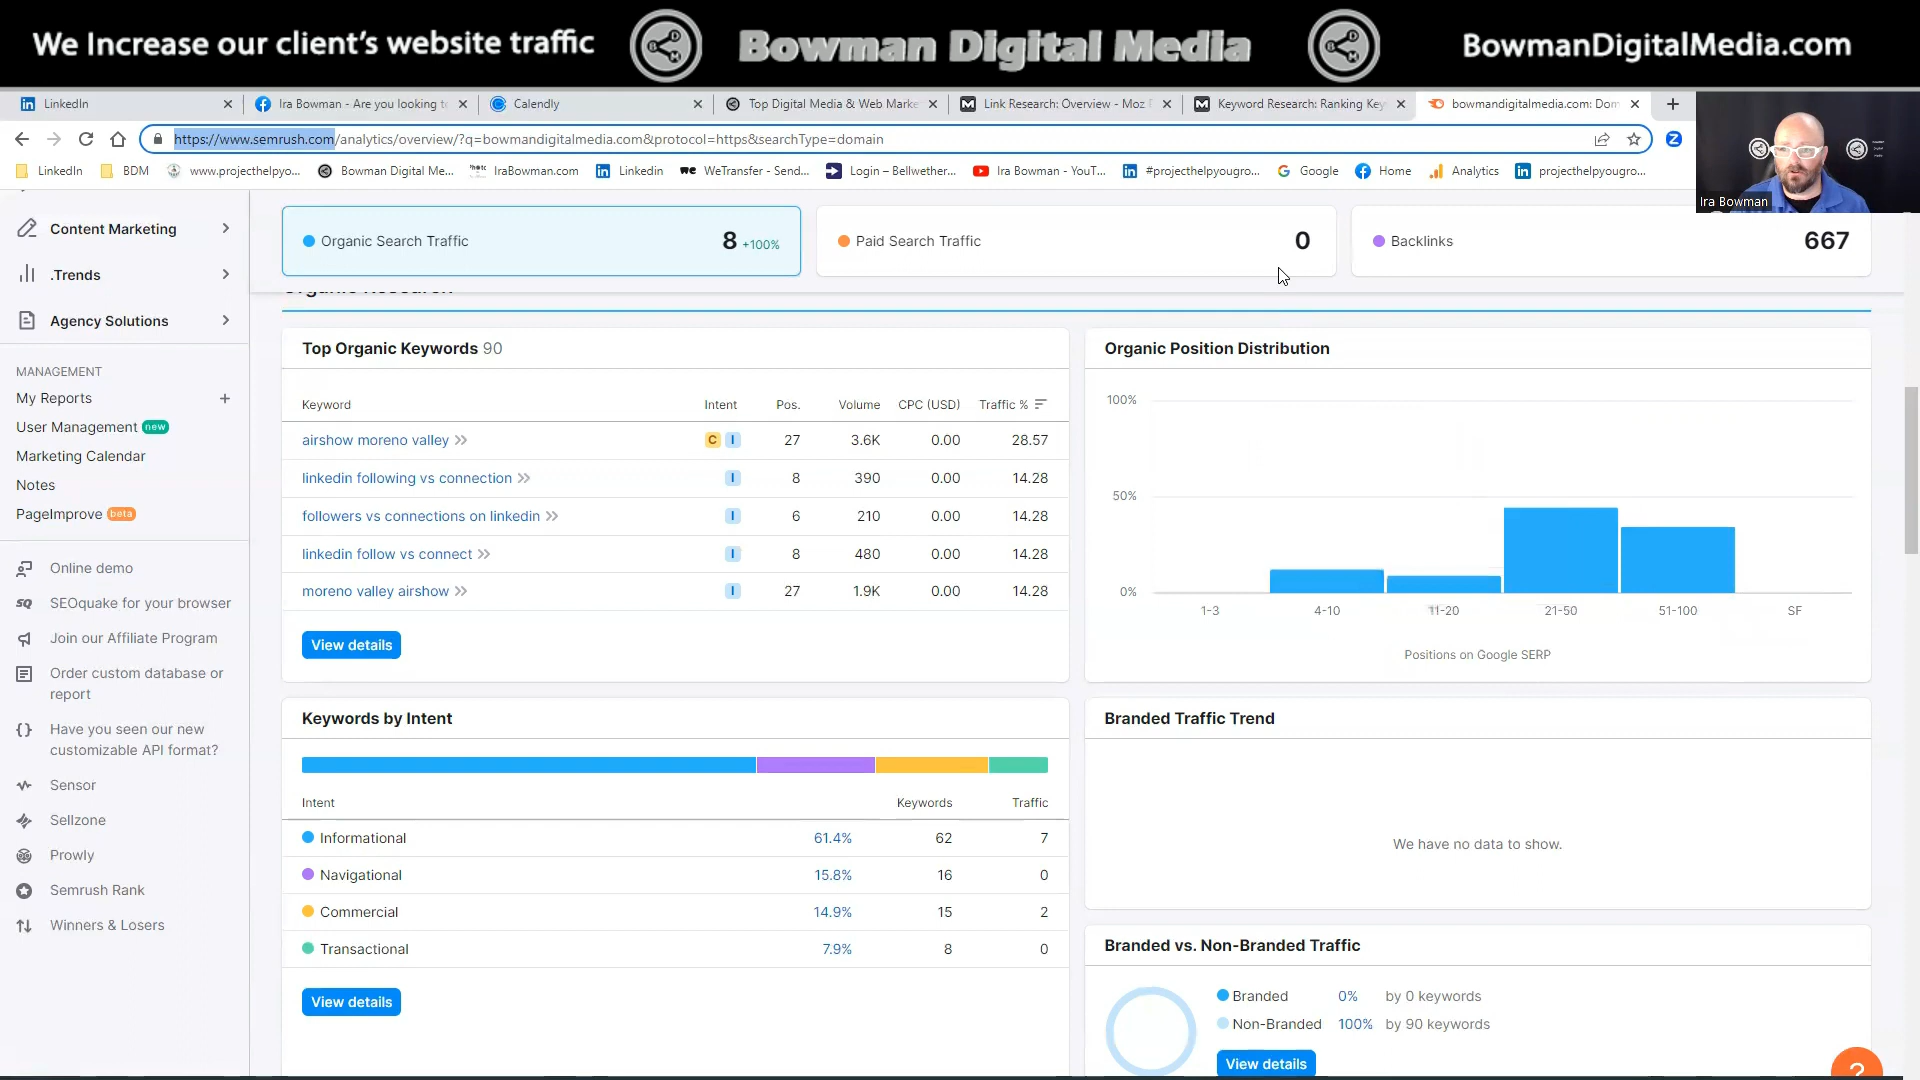 We Increase our client's website traffic
Bowman Digital Media
BowmanDigitalMedia.com
LinkedIn
Ira Bowman - Are you looking t
Calendly
Top Digital Media & Web Marke
Link Research: Overview - Moz
Keyword Research: Ranking Key
bowmandigitalmedia.com: Dom
https://www.semrush.com/analytics/overview/?q=bowmandigitalmedia.com&protocol=https&searchType=domain
LinkedIn
BDM
www.projecthelpyo...
Bowman Digital Me...
IraBowman.com
Linkedin
WeTransfer - Send...
Login – Bellwether...
Ira Bowman - YouT...
#projecthelpyougro...
Google
Home
Analytics
projecthelpyougro...
Ira Bowman
Content Marketing
.Trends
Agency Solutions
MANAGEMENT
My Reports +
User Management new
Marketing Calendar
Notes
PageImprove beta
Online demo
SEOquake for your browser
Join our Affiliate Program
Order custom database or
report
Have you seen our new
customizable API format?
Sensor
Sellzone
Prowly
Semrush Rank
Winners & Losers
Organic Search Traffic 8 +100%
Paid Search Traffic 0
Backlinks 667
Organic Research
Top Organic Keywords 90
Keyword Intent Pos. Volume CPC (USD) Traffic %
airshow moreno valley C I 27 3.6K 0.00 28.57
linkedin following vs connection I 8 390 0.00 14.28
followers vs connections on linkedin I 6 210 0.00 14.28
linkedin follow vs connect I 8 480 0.00 14.28
moreno valley airshow I 27 1.9K 0.00 14.28
View details
Organic Position Distribution
100%
50%
0%
1-3 4-10 11-20 21-50 51-100 SF
Positions on Google SERP
Keywords by Intent
Intent Keywords Traffic
Informational 61.4% 62 7
Navigational 15.8% 16 0
Commercial 14.9% 15 2
Transactional 7.9% 8 0
View details
Branded Traffic Trend
We have no data to show.
Branded vs. Non-Branded Traffic
Branded 0% by 0 keywords
Non-Branded 100% by 90 keywords
View details
?